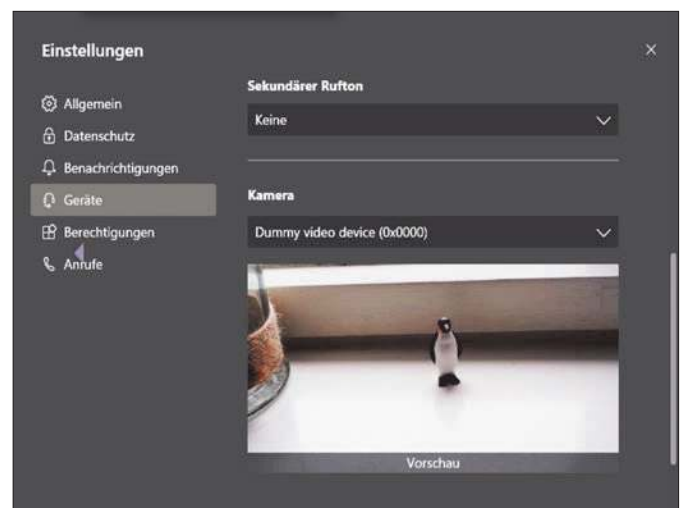 Einstellungen
Allgemein
Datenschutz
Benachrichtigungen
Geräte
Berechtigungen
Anrufe
Sekundärer Rufton
Keine
Kamera
Dummy video device (0x0000)
Vorschau